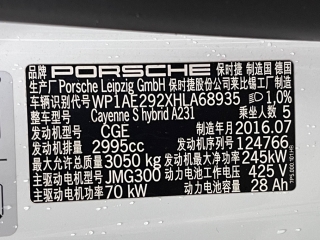 品牌 PORSCHE 保时捷 制造国 德国
厂名 Porsche Leipzig GmbH 保时捷股份公司莱比锡工厂制造
车辆识别代号 WP1AE292XHLA68935 1,0%
整车型号 Cayenne S hybrid A231 乘坐人数 5
发动机型号 CGE 制造年月 2016.07
发动机排量 2995cc 发动机号 124766
最大允许总质量 3050 kg 发动机最大净功率 245kW
主驱动电机型号 JMG300 动力电池工作电压 425 V
主驱动电机峰值功率 70 kW 动力电池容量 28 Ah